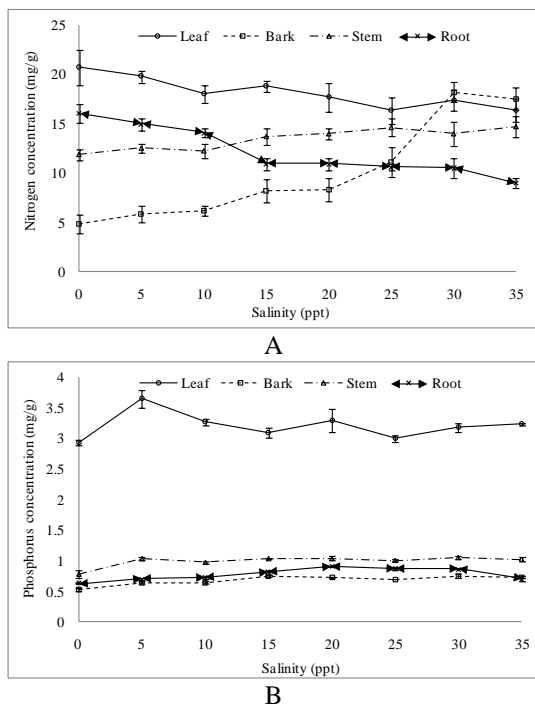 Leaf Bark Stem Root
Nitrogen concentration (mg/g)
25
20
15
10
5
0
0 5 10 15 20 25 30 35
Salinity (ppt)
A
Leaf Bark Stem Root
Phosphorus concentration (mg/g)
4
3.5
3
2.5
2
1.5
1
0.5
0
0 5 10 15 20 25 30 35
Salinity (ppt)
B